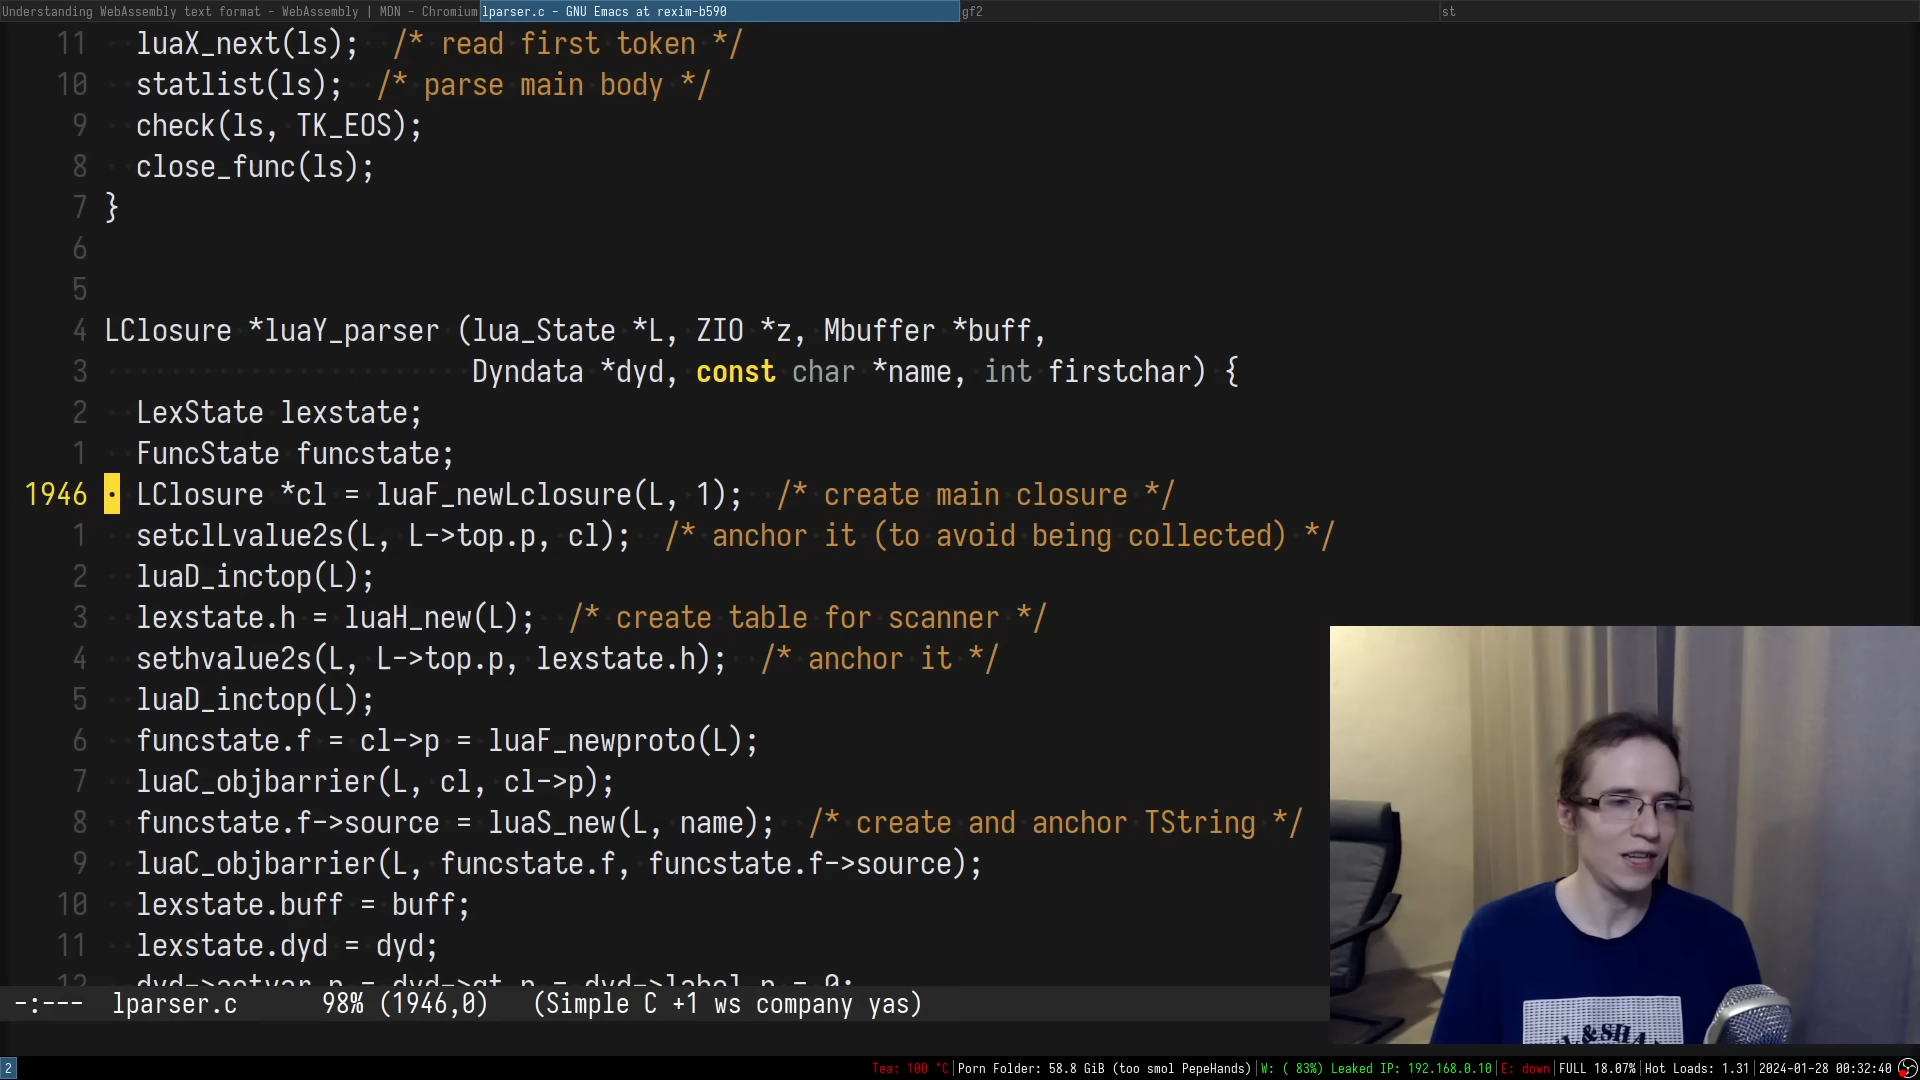 Understanding WebAssembly text format - WebAssembly | MDN - Chromium lparser.c - GNU Emacs at rexim-b590 gf2 st
11 luaX_next(ls); /* read first token */
10 statlist(ls); /* parse main body */
9 check(ls, TK_EOS);
8 close_func(ls);
7 }
6
5
4 LClosure *luaY_parser (lua_State *L, ZIO *z, Mbuffer *buff,
3 Dyndata *dyd, const char *name, int firstchar) {
2 LexState lexstate;
1 FuncState funcstate;
1946 LClosure *cl = luaF_newLclosure(L, 1); /* create main closure */
1 setclLvalue2s(L, L->top.p, cl); /* anchor it (to avoid being collected) */
2 luaD_inctop(L);
3 lexstate.h = luaH_new(L); /* create table for scanner */
4 sethvalue2s(L, L->top.p, lexstate.h); /* anchor it */
5 luaD_inctop(L);
6 funcstate.f = cl->p = luaF_newproto(L);
7 luaC_objbarrier(L, cl, cl->p);
8 funcstate.f->source = luaS_new(L, name); /* create and anchor TString */
9 luaC_objbarrier(L, funcstate.f, funcstate.f->source);
10 lexstate.buff = buff;
11 lexstate.dyd = dyd;
12 dyd->actvar.n = dyd->gt.n = dyd->label.n = 0;
-:--- lparser.c 98% (1946,0) (Simple C +1 ws company yas)
2 Tea: 100 °C|Porn Folder: 58.8 GiB (too smol PepeHands)|W: ( 83%) Leaked IP: 192.168.0.10|E: down|FULL 18.07%|Hot Loads: 1.31|2024-01-28 00:32:40